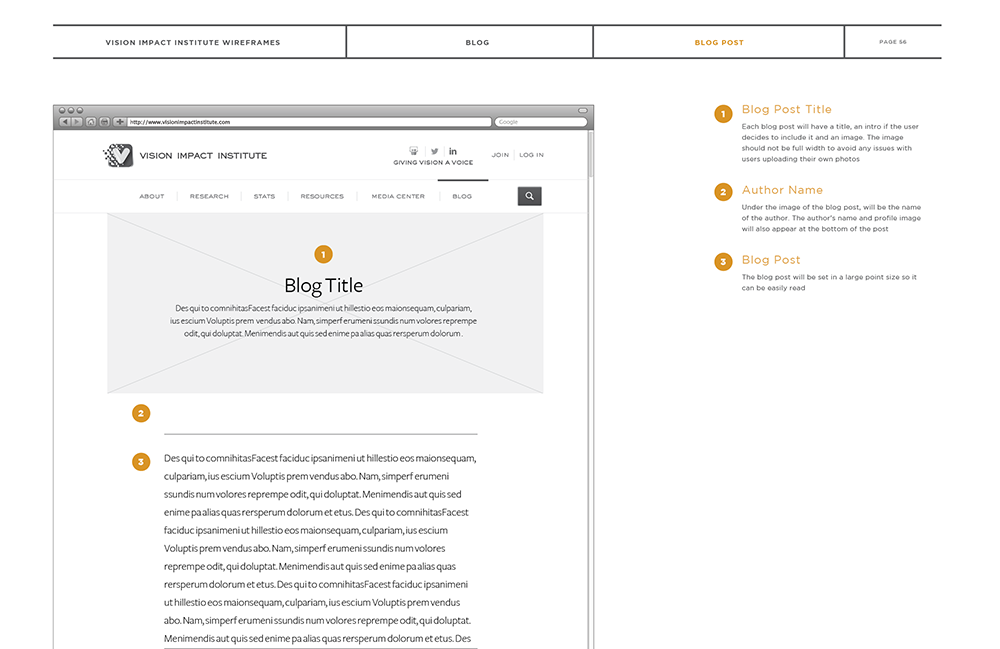 VISION IMPACT INSTITUTE WIREFRAMES
BLOG
BLOG POST
PAGE 56
http://www.visionimpactinstitute.com
Google
VISION IMPACT INSTITUTE
GIVING VISION A VOICE
JOIN
LOG IN
ABOUT
RESEARCH
STATS
RESOURCES
MEDIA CENTER
BLOG
1
Blog Title
Des qui to comnihitasFacest faciduc ipsanimeni ut hillestio eos maionsequam, culpariam,
ius escium Voluptis prem vendus abo. Nam, simperf erumeni ssundis num volores reprempe
odit, qui doluptat. Menimendis aut quis sed enime pa alias quas rersperum dolorum.
2
3
Des qui to comnihitasFacest faciduc ipsanimeni ut hillestio eos maionsequam,
culpariam, ius escium Voluptis prem vendus abo. Nam, simperf erumeni
ssundis num volores reprempe odit, qui doluptat. Menimendis aut quis sed
enime pa alias quas rersperum dolorum et etus. Des qui to comnihitasFacest
faciduc ipsanimeni ut hillestio eos maionsequam, culpariam, ius escium
Voluptis prem vendus abo. Nam, simperf erumeni ssundis num volores
reprempe odit, qui doluptat. Menimendis aut quis sed enime pa alias quas
rersperum dolorum et etus. Des qui to comnihitasFacest faciduc ipsanimeni
ut hillestio eos maionsequam, culpariam, ius escium Voluptis prem vendus
abo. Nam, simperf erumeni ssundis num volores reprempe odit, qui doluptat.
Menimendis aut quis sed enime pa alias quas rersperum dolorum et etus. Des
1
Blog Post Title
Each blog post will have a title, an intro if the user
decides to include it and an image. The image
should not be full width to avoid any issues with
users uploading their own photos
2
Author Name
Under the image of the blog post, will be the name
of the author. The author's name and profile image
will also appear at the bottom of the post
3
Blog Post
The blog post will be set in a large point size so it
can be easily read